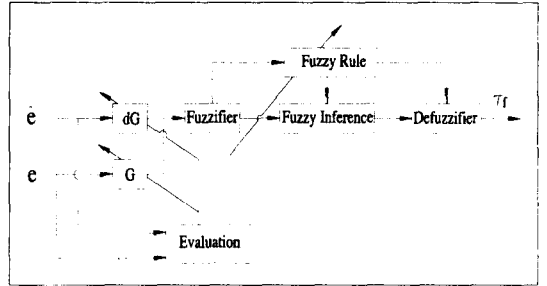 Fuzzy Rule
ė dG Fuzzifier Fuzzy Inference Defuzzifier τf
e G
Evaluation